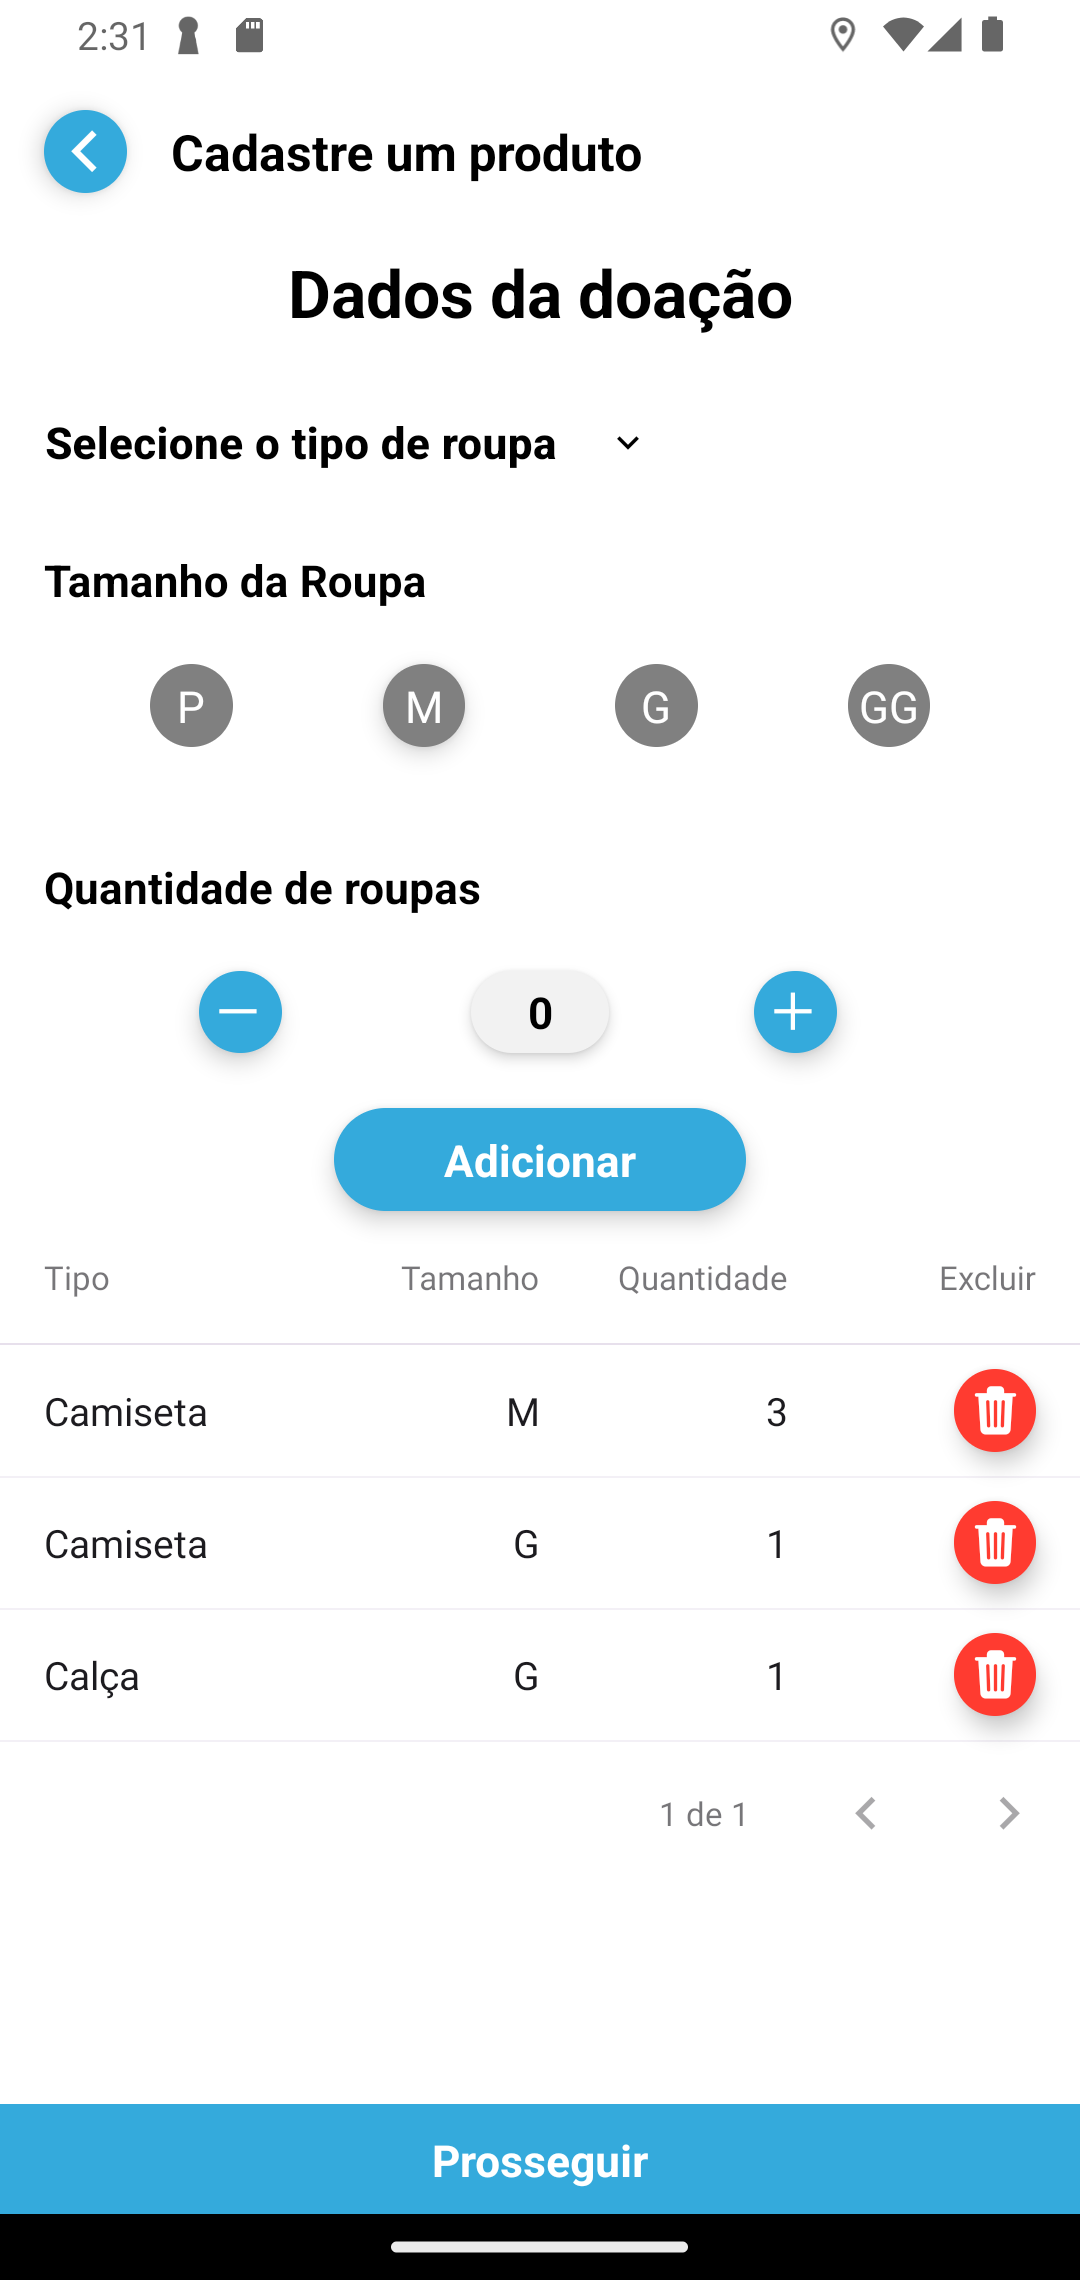 2:31
Cadastre um produto
Dados da doação
Selecione o tipo de roupa
Tamanho da Roupa
P M G GG
Quantidade de roupas
0
Adicionar
Tipo Tamanho Quantidade Excluir
Camiseta M 3
Camiseta G 1
Calça G 1
1 de 1
Prosseguir